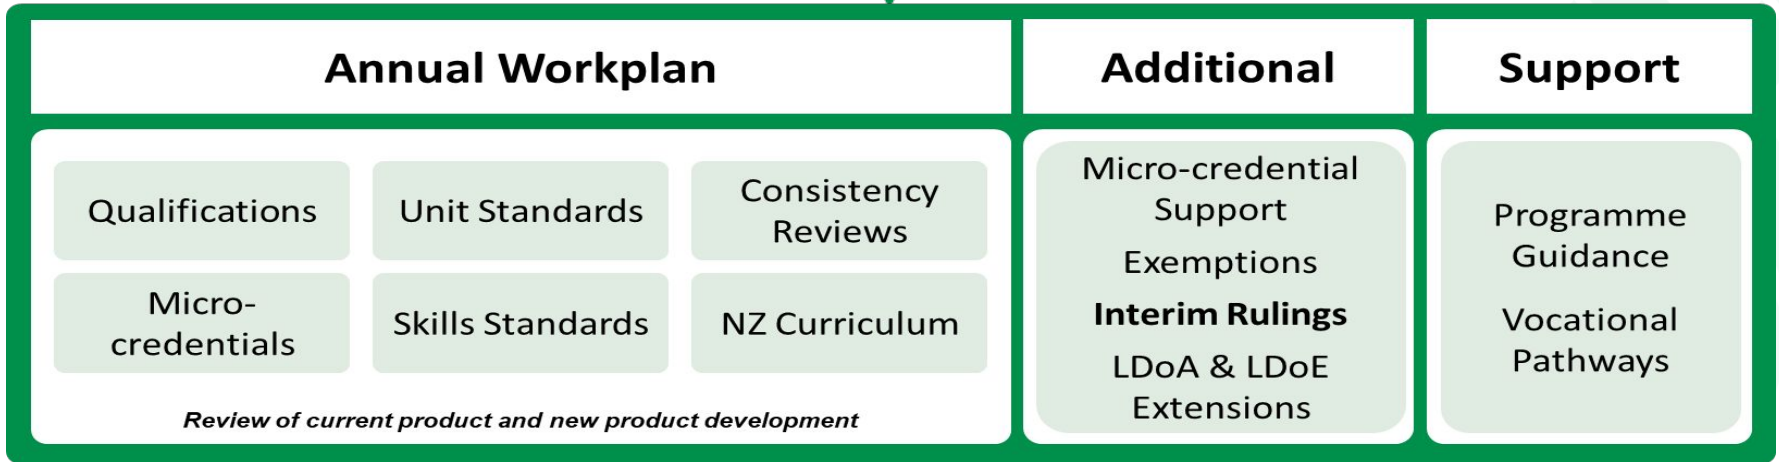 Annual Workplan
Additional
Support
Qualifications
Unit Standards
Consistency
Reviews
Micro-
credentials
Skills Standards
NZ Curriculum
Review of current product and new product development
Micro-credential
Support
Exemptions
Interim Rulings
LDoA & LDoE
Extensions
Programme
Guidance
Vocational
Pathways